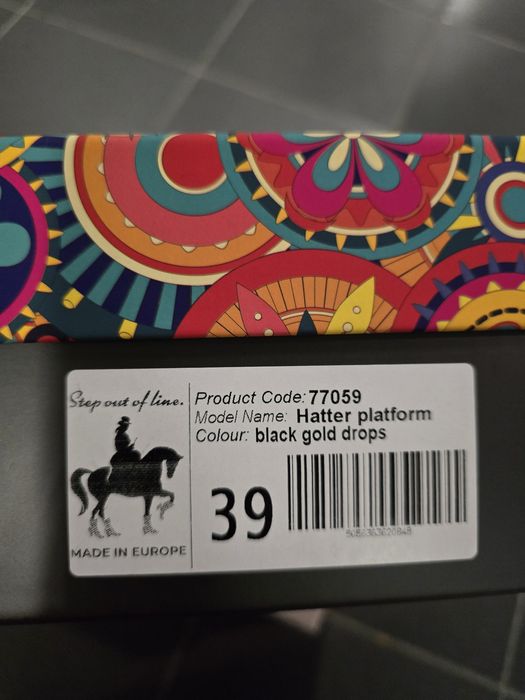 Step out of line.
Product Code: 77059
Model Name: Hatter platform
Colour: black gold drops
39
MADE IN EUROPE